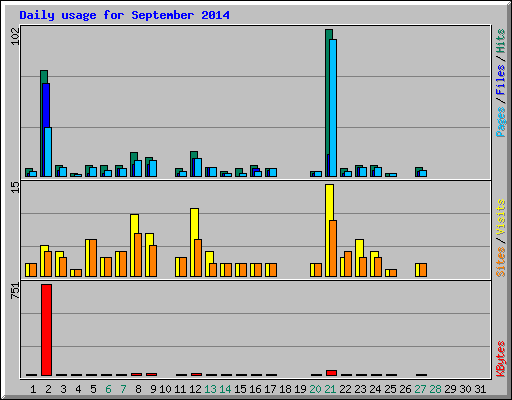 Daily usage for September 2014
102
Pages / Files / Hits
15
Sites / Visits
751
KBytes
1 2 3 4 5 6 7 8 9 10 11 12 13 14 15 16 17 18 19 20 21 22 23 24 25 26 27 28 29 30 31